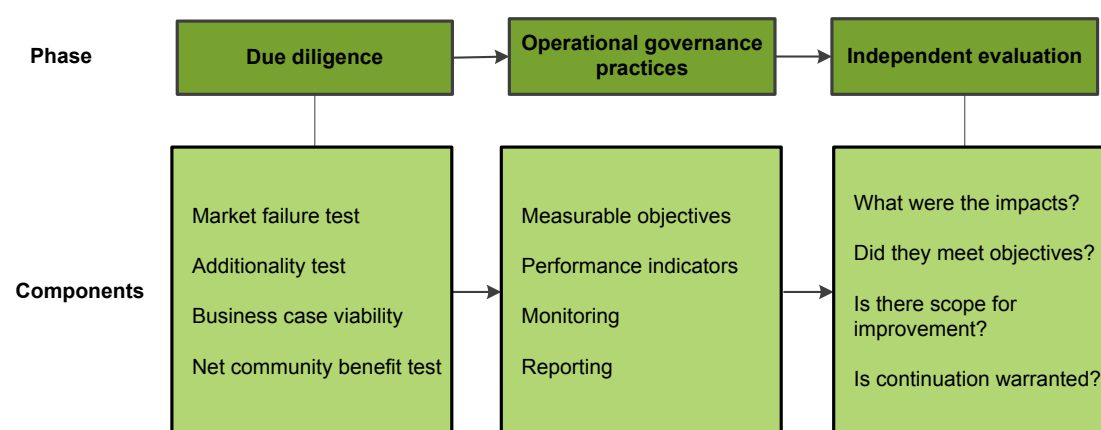 Phase
Due diligence
Operational governance
practices
Independent evaluation
Components
Market failure test
Additionality test
Business case viability
Net community benefit test
Measurable objectives
Performance indicators
Monitoring
Reporting
What were the impacts?
Did they meet objectives?
Is there scope for
improvement?
Is continuation warranted?